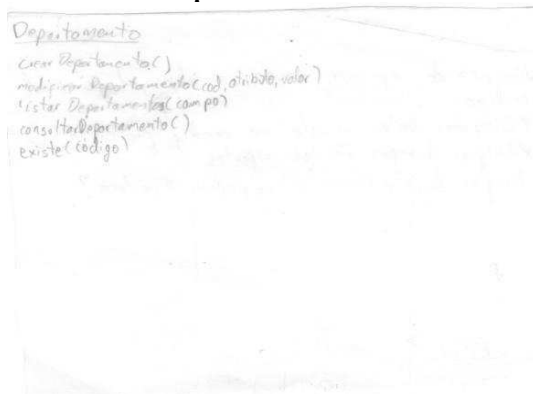 Departamento
crear Departamento()
modificar Departamento(cod, atributo, valor)
listar Departamentos(campo)
consultarDepartamento()
existe(código)